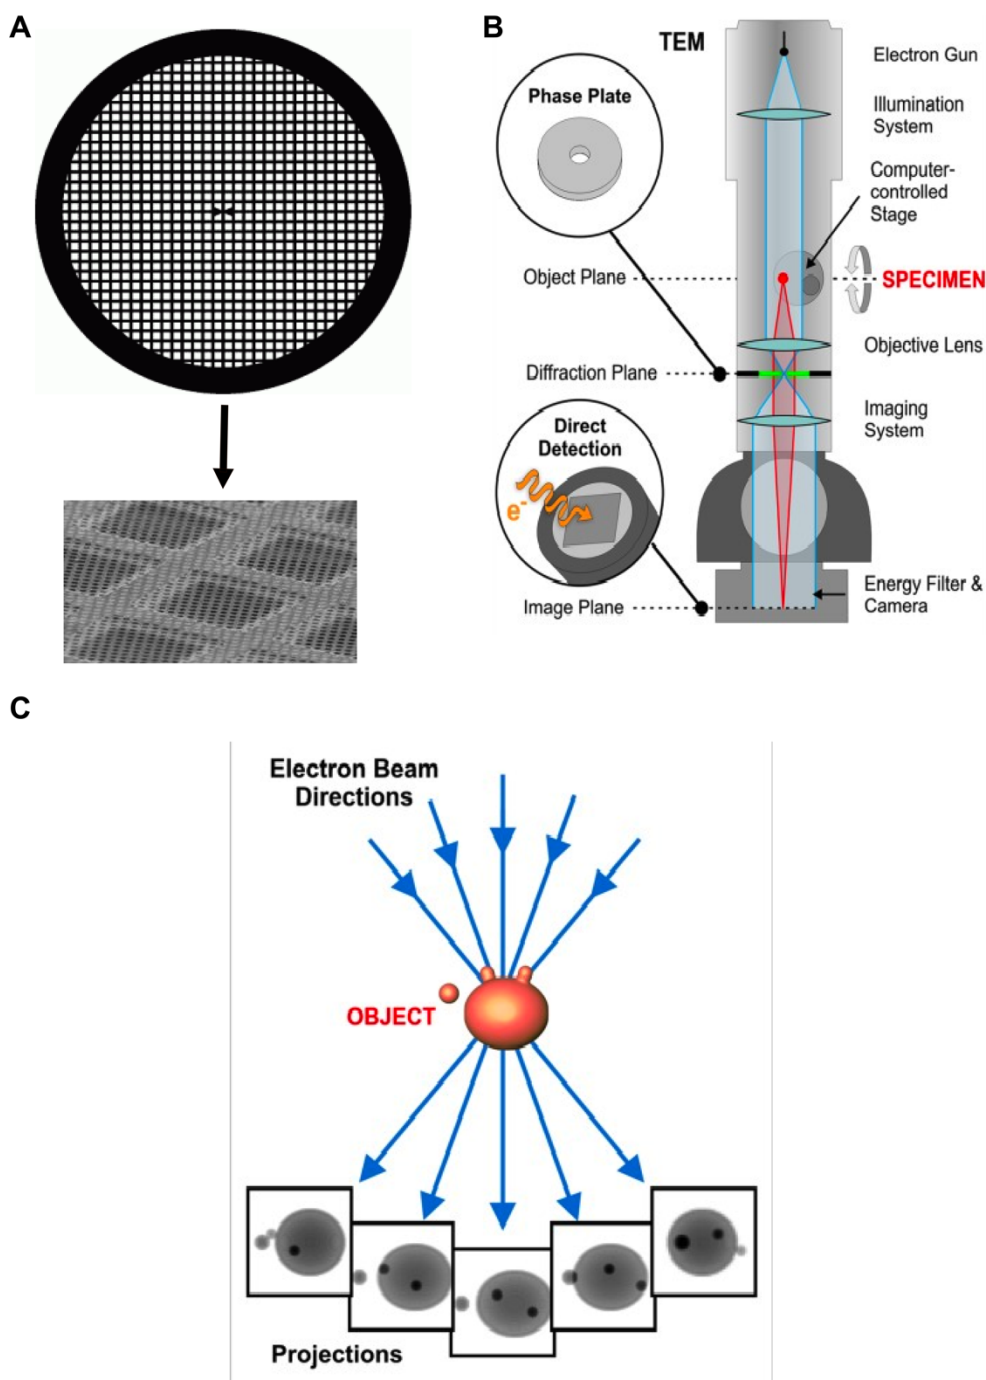 A
B
TEM
Electron Gun
Phase Plate
Illumination
System
Computer-
controlled
Stage
Object Plane
SPECIMEN
Objective Lens
Diffraction Plane
Imaging
System
Direct
Detection
e-
Energy Filter &
Camera
Image Plane
C
Electron Beam
Directions
OBJECT
Projections